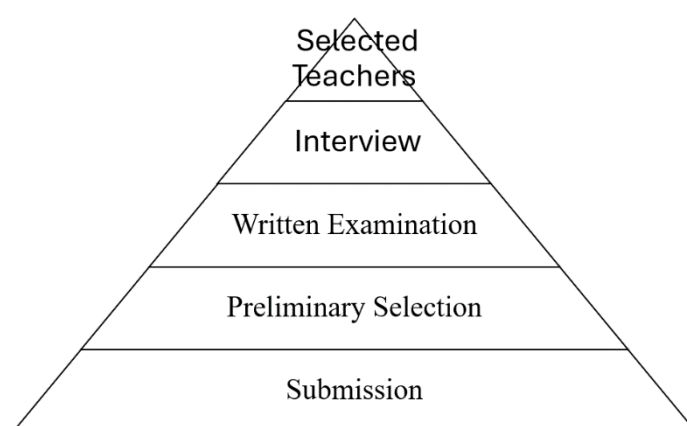 Selected
Teachers
Interview
Written Examination
Preliminary Selection
Submission